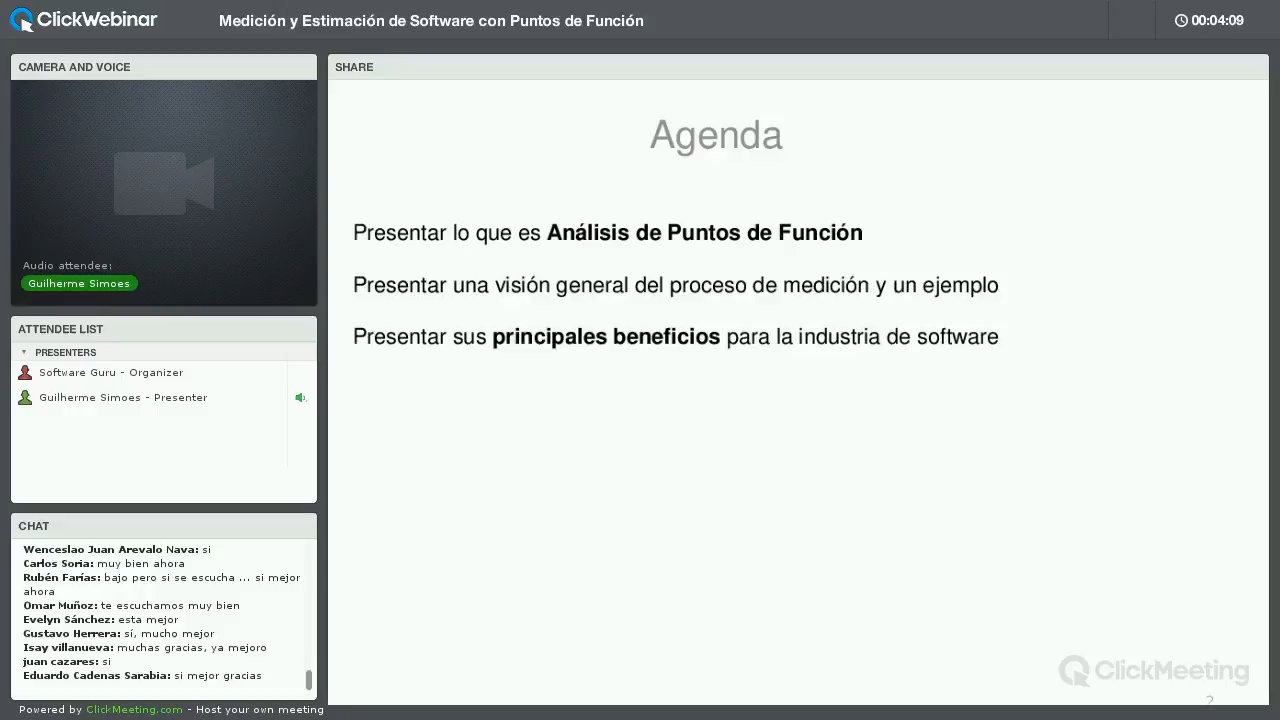 ClickWebinar
Medición y Estimación de Software con Puntos de Función
00:04:09
CAMERA AND VOICE
Audio attendee:
Guilherme Simoes
ATTENDEE LIST
PRESENTERS
Software Guru - Organizer
Guilherme Simoes - Presenter
CHAT
Wenceslao Juan Arevalo Nava: si
Carlos Soria: muy bien ahora
Rubén Farías: bajo pero si se escucha ... si mejor
ahora
Omar Muñoz: te escuchamos muy bien
Evelyn Sánchez: esta mejor
Gustavo Herrera: sí, mucho mejor
Isay villanueva: muchas gracias, ya mejoro
juan cazares: si
Eduardo Cadenas Sarabia: si mejor gracias
Powered by ClickMeeting.com - Host your own meeting
SHARE
Agenda
Presentar lo que es Análisis de Puntos de Función
Presentar una visión general del proceso de medición y un ejemplo
Presentar sus principales beneficios para la industria de software
ClickMeeting
2